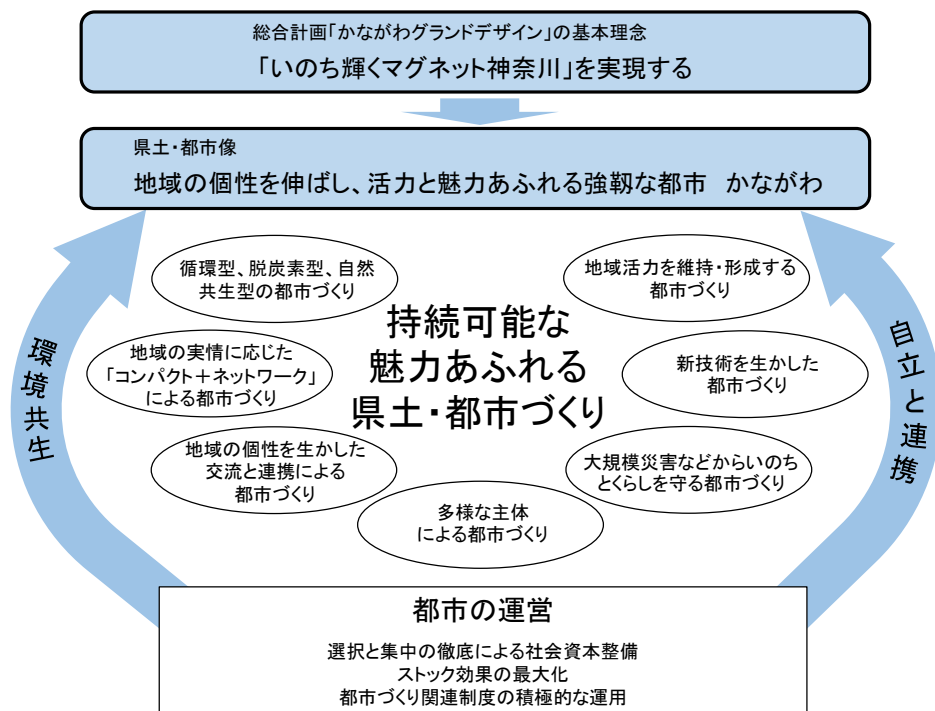 総合計画「かながわグランドデザイン」の基本理念
「いのち輝くマグネット神奈川」を実現する
県土・都市像
地域の個性を伸ばし、活力と魅力あふれる強靱な都市　かながわ
循環型、脱炭素型、自然
共生型の都市づくり
地域活力を維持・形成する
都市づくり
持続可能な
魅力あふれる
県土・都市づくり
環境共生
自立と連携
地域の実情に応じた
「コンパクト＋ネットワーク」
による都市づくり
新技術を生かした
都市づくり
地域の個性を生かした
交流と連携による
都市づくり
大規模災害などからいのち
とくらしを守る都市づくり
多様な主体
による都市づくり
都市の運営
選択と集中の徹底による社会資本整備
ストック効果の最大化
都市づくり関連制度の積極的な運用